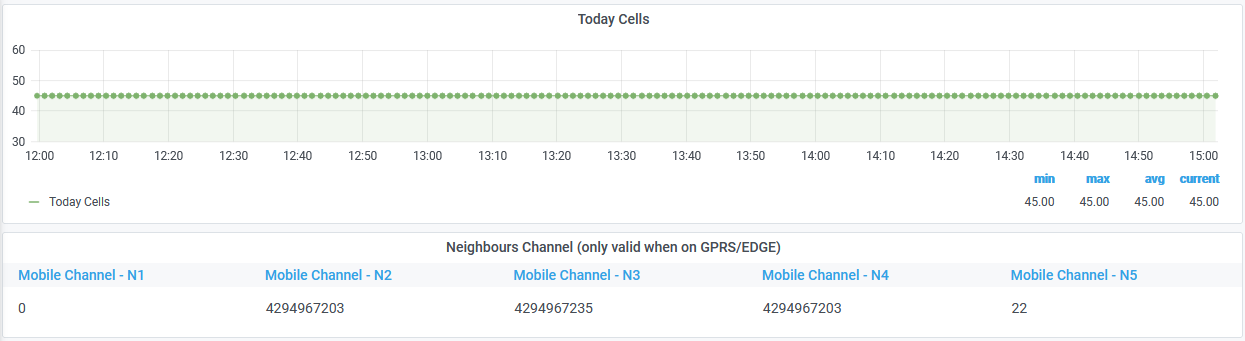 Today Cells
60
50
40
30
12:00 12:10 12:20 12:30 12:40 12:50 13:00 13:10 13:20 13:30 13:40 13:50 14:00 14:10 14:20 14:30 14:40 14:50 15:00
min max avg current
Today Cells 45.00 45.00 45.00 45.00
Neighbours Channel (only valid when on GPRS/EDGE)
Mobile Channel - N1 Mobile Channel - N2 Mobile Channel - N3 Mobile Channel - N4 Mobile Channel - N5
0 4294967203 4294967235 4294967203 22